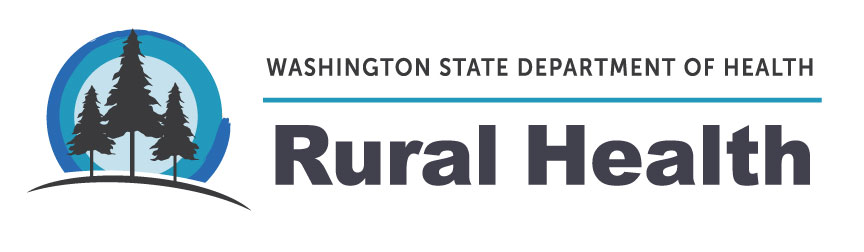 WASHINGTON STATE DEPARTMENT OF HEALTH
Rural Health